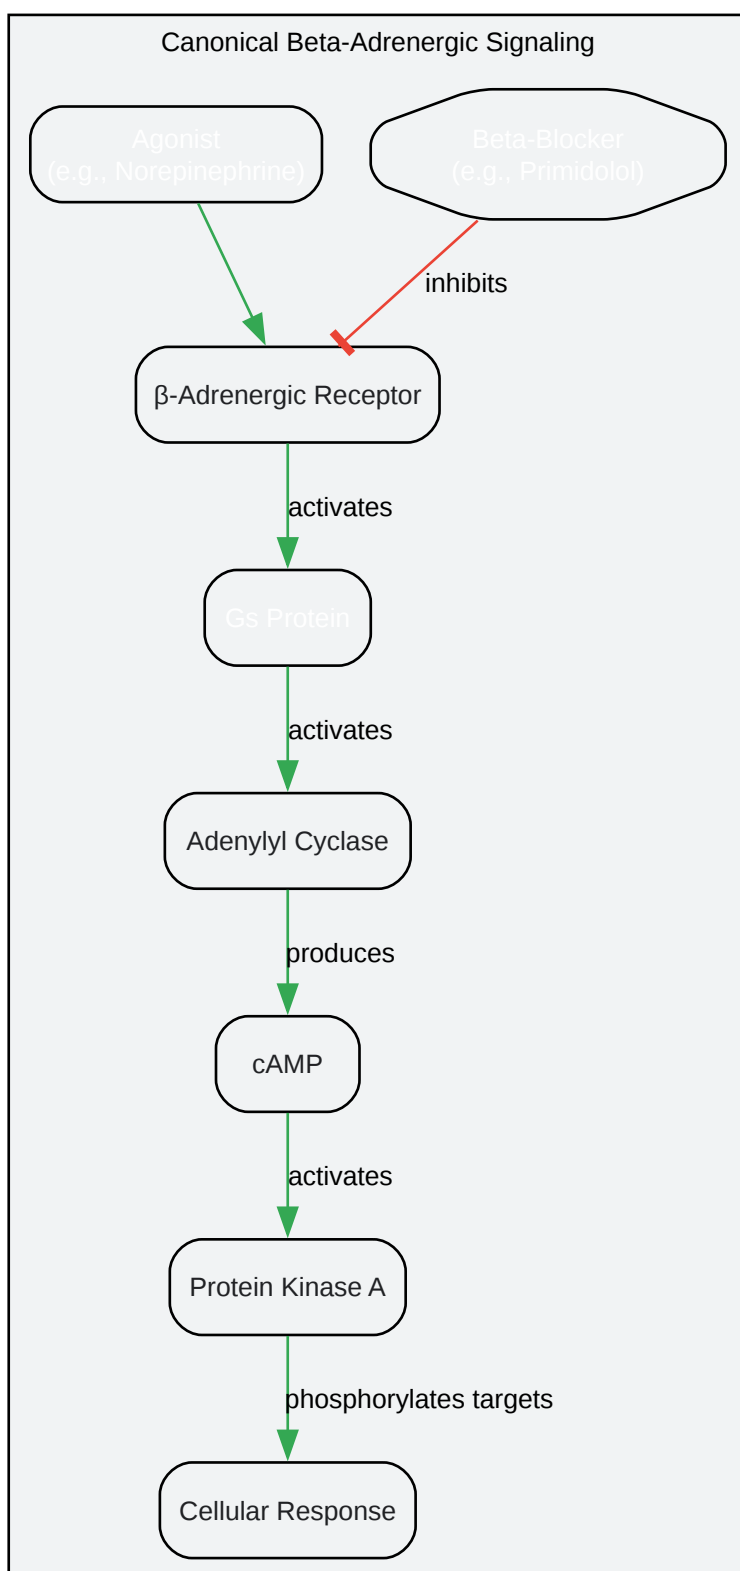 Canonical Beta-Adrenergic Signaling
Agonist
(e.g., Norepinephrine)
Beta-Blocker
(e.g., Primidolol)
inhibits
β-Adrenergic Receptor
activates
Gs Protein
activates
Adenylyl Cyclase
produces
cAMP
activates
Protein Kinase A
phosphorylates targets
Cellular Response